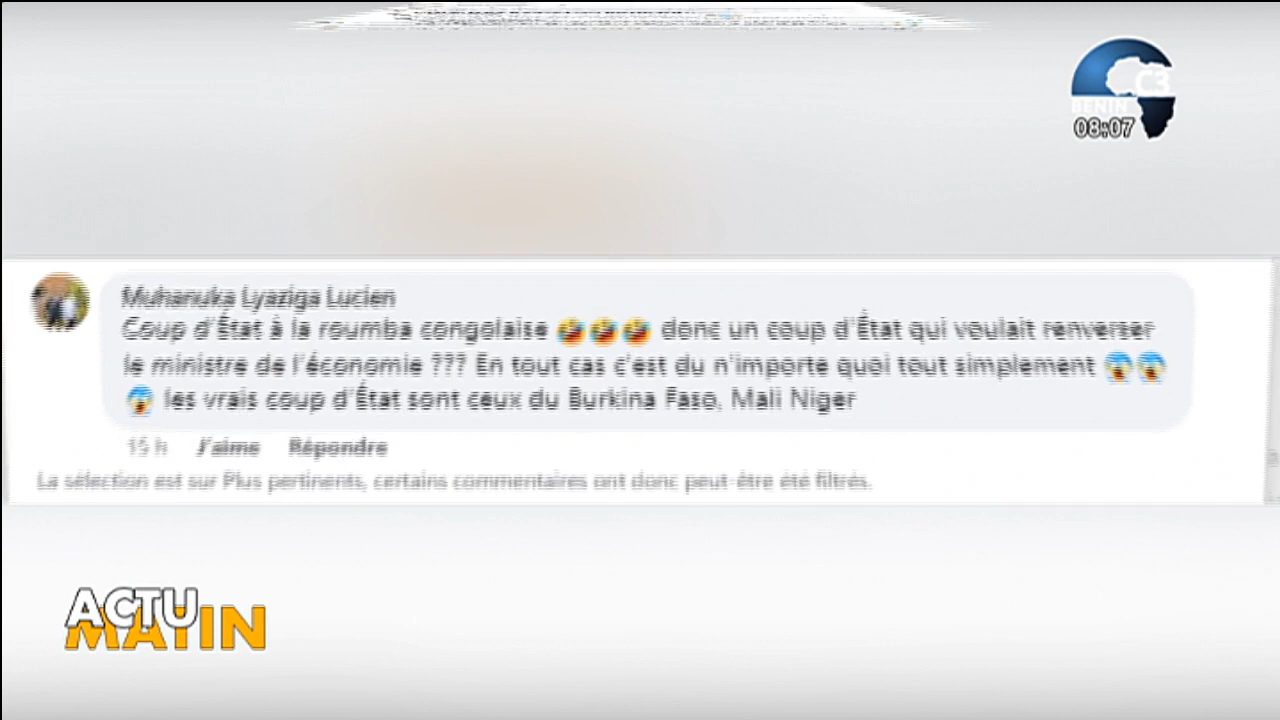 C3
BENIN
08:07
Muhanuka Lyaziga Lucien
Coup d'État à la roumba congolaise 🤣🤣🤣 donc un coup d'État qui voulait renverser
le ministre de l'économie ??? En tout cas c'est du n'importe quoi tout simplement 😱😱
😱 les vrais coup d'État sont ceux du Burkina Faso, Mali Niger
15 h J'aime Répondre
La sélection est sur Plus pertinents, certains commentaires ont donc peut-être été filtrés.
ACTU
MATIN